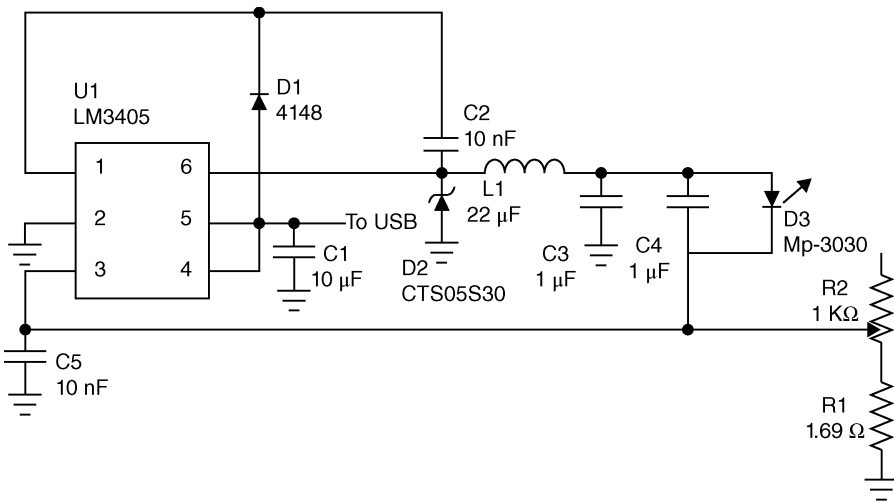 U1
LM3405
D1
4148
C2
10 nF
1
6
2
5
3
4
To USB
L1
22 μF
C1
10 μF
D2
CTS05S30
C3
1 μF
C4
1 μF
D3
Mp-3030
R2
1 KΩ
C5
10 nF
R1
1.69 Ω